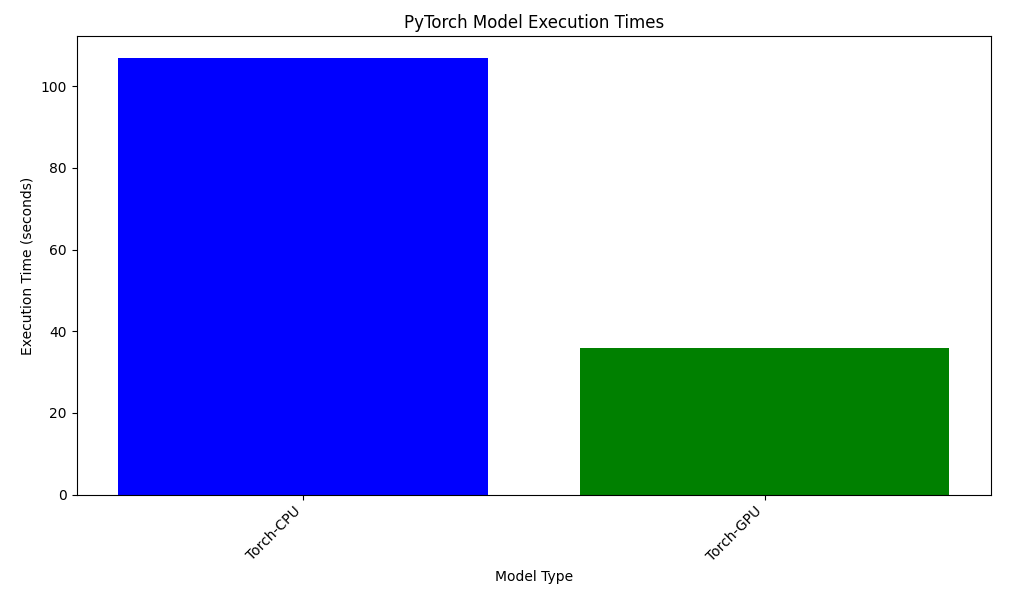 PyTorch Model Execution Times
Execution Time (seconds)
100
80
60
40
20
0
Torch-CPU
Torch-GPU
Model Type